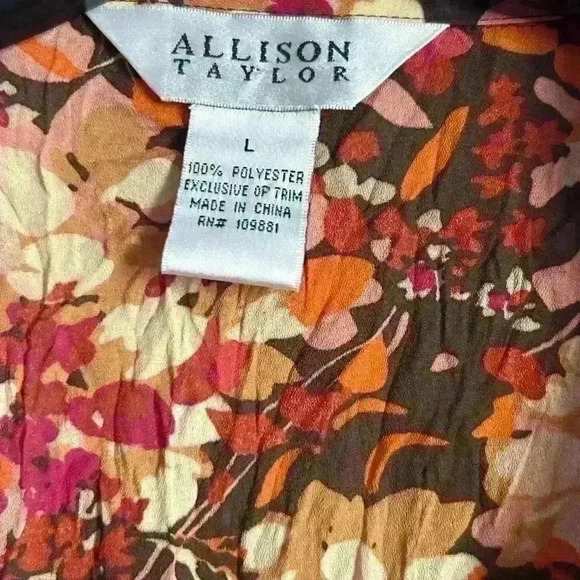 ALLISON
TAYLOR
L
100% POLYESTER
EXCLUSIVE OF TRIM
MADE IN CHINA
RN# 109881